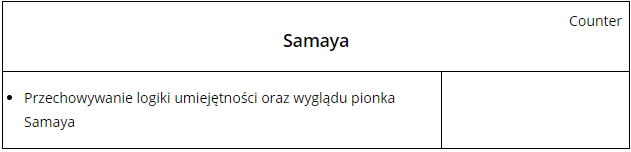 Counter
Samaya
• Przechowywanie logiki umiejętności oraz wyglądu pionka
Samaya